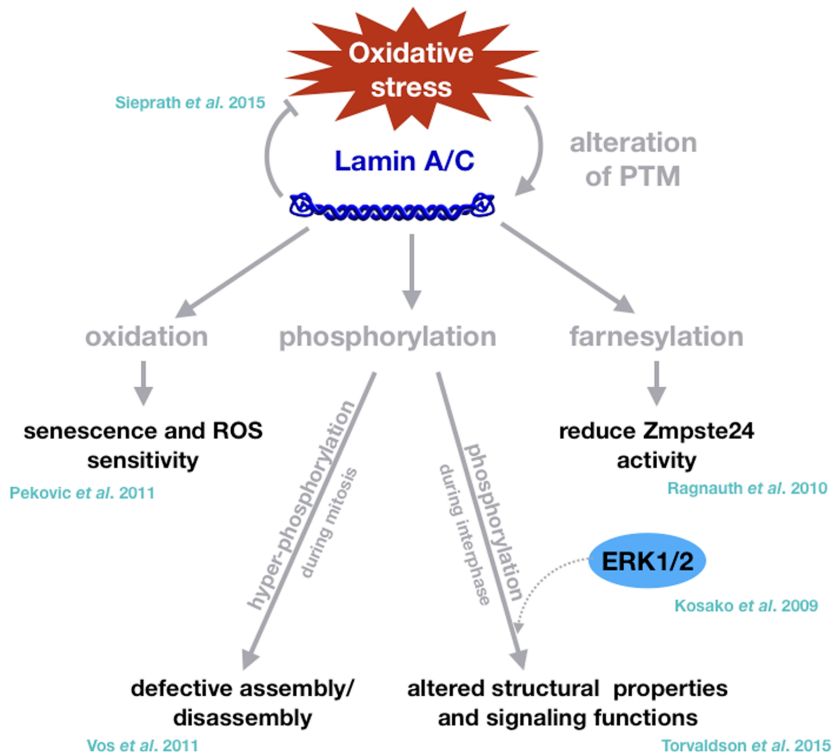 Oxidative
stress
Sieprath et al. 2015
Lamin A/C
alteration
of PTM
oxidation
phosphorylation
farnesylation
senescence and ROS
sensitivity
Pekovic et al. 2011
reduce Zmpste24
activity
Ragnauth et al. 2010
hyper-phosphorylation
during mitosis
phosphorylation
during interphase
ERK1/2
Kosako et al. 2009
defective assembly/
disassembly
Vos et al. 2011
altered structural properties
and signaling functions
Torvaldson et al. 2015